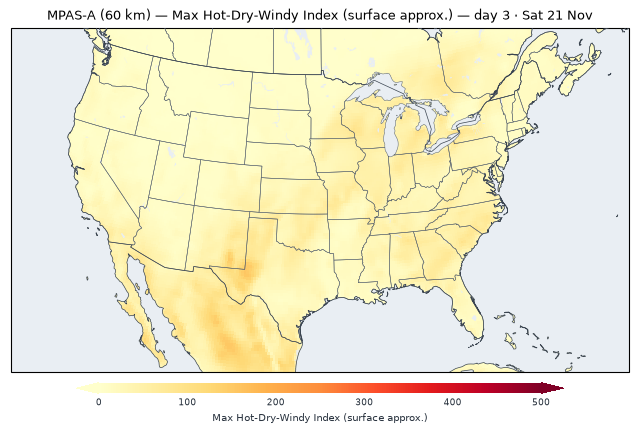 MPAS-A (60 km) — Max Hot-Dry-Windy Index (surface approx.) — day 3 · Sat 21 Nov
0 100 200 300 400 500
Max Hot-Dry-Windy Index (surface approx.)